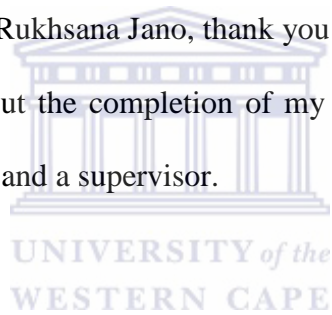 Rukhsana Jano, thank you
ut the completion of my
and a supervisor.
UNIVERSITY of the
WESTERN CAPE